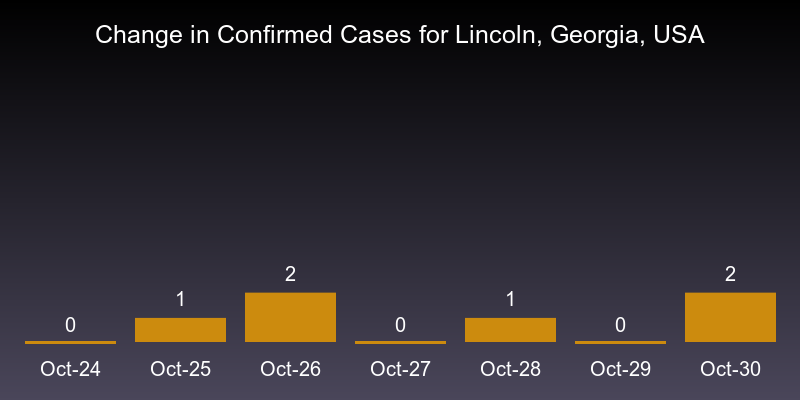 Change in Confirmed Cases for Lincoln, Georgia, USA
0 1 2 0 1 0 2
Oct-24 Oct-25 Oct-26 Oct-27 Oct-28 Oct-29 Oct-30